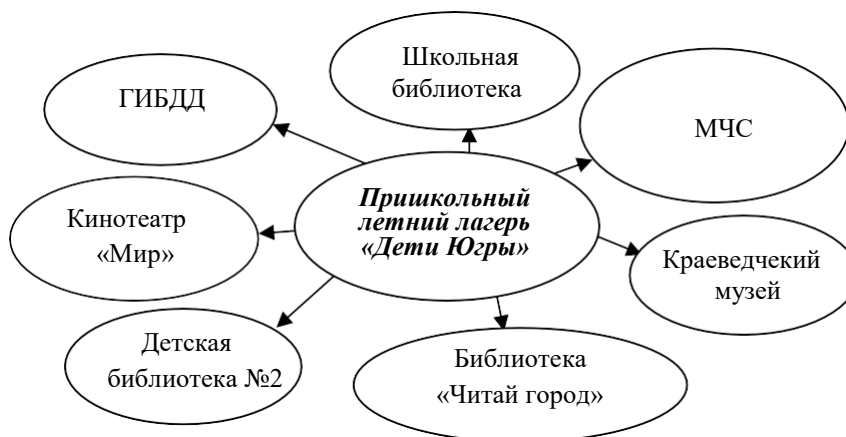 Школьная
библиотека
ГИБДД
МЧС
Пришкольный
летний лагерь
«Дети Югры»
Кинотеатр
«Мир»
Краеведчекий
музей
Детская
библиотека №2
Библиотека
«Читай город»